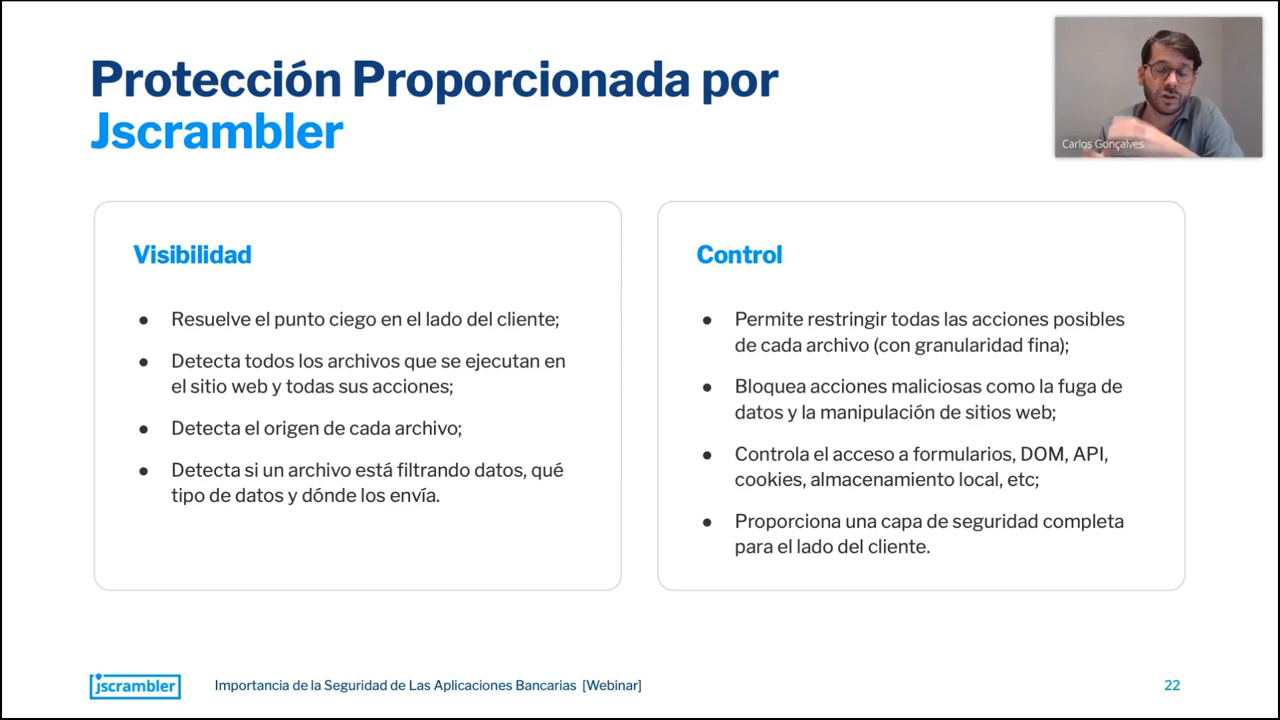 Protección Proporcionada por
Jscrambler
Carlos Gonçalves
Visibilidad
● Resuelve el punto ciego en el lado del cliente;
● Detecta todos los archivos que se ejecutan en
el sitio web y todas sus acciones;
● Detecta el origen de cada archivo;
● Detecta si un archivo está filtrando datos, qué
tipo de datos y dónde los envía.
Control
● Permite restringir todas las acciones posibles
de cada archivo (con granularidad fina);
● Bloquea acciones maliciosas como la fuga de
datos y la manipulación de sitios web;
● Controla el acceso a formularios, DOM, API,
cookies, almacenamiento local, etc;
● Proporciona una capa de seguridad completa
para el lado del cliente.
jscrambler
Importancia de la Seguridad de Las Aplicaciones Bancarias [Webinar]
22